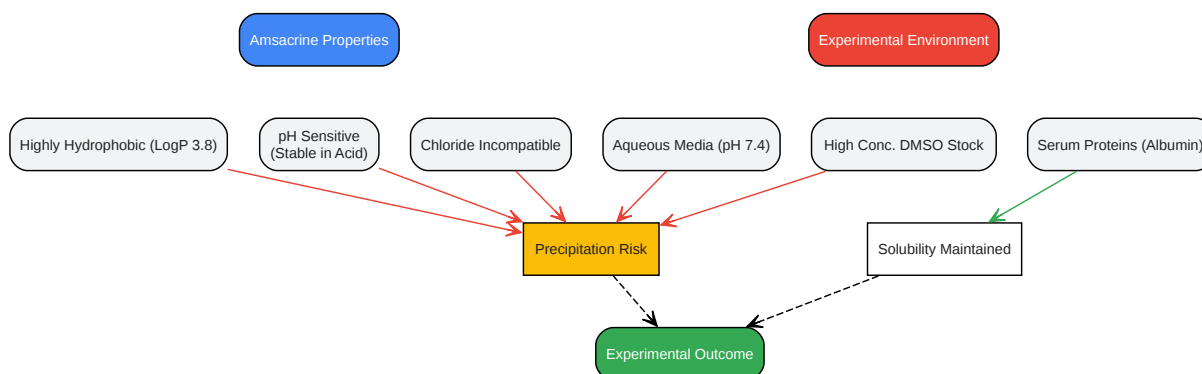 Amsacrine Properties
Experimental Environment
Highly Hydrophobic (LogP 3.8)
pH Sensitive
(Stable in Acid)
Chloride Incompatible
Aqueous Media (pH 7.4)
High Conc. DMSO Stock
Serum Proteins (Albumin)
Precipitation Risk
Solubility Maintained
Experimental Outcome